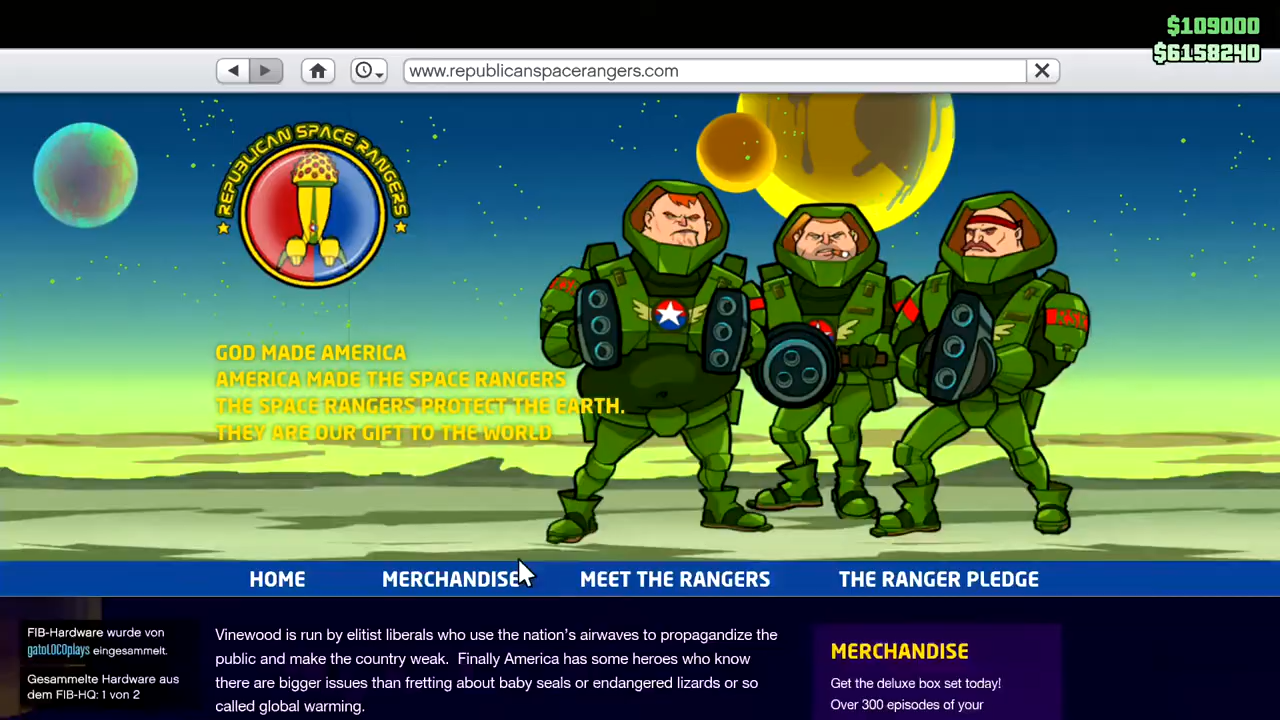 $109000
$6158240
www.republicanspacerangers.com
REPUBLICAN SPACE RANGERS
GOD MADE AMERICA
AMERICA MADE THE SPACE RANGERS
THE SPACE RANGERS PROTECT THE EARTH.
THEY ARE OUR GIFT TO THE WORLD
HOME MERCHANDISE MEET THE RANGERS THE RANGER PLEDGE
FIB-Hardware wurde von
gatoLOCOplays eingesammelt.
Gesammelte Hardware aus
dem FIB-HQ: 1 von 2
Vinewood is run by elitist liberals who use the nation's airwaves to propagandize the
public and make the country weak. Finally America has some heroes who know
there are bigger issues than fretting about baby seals or endangered lizards or so
called global warming.
MERCHANDISE
Get the deluxe box set today!
Over 300 episodes of your